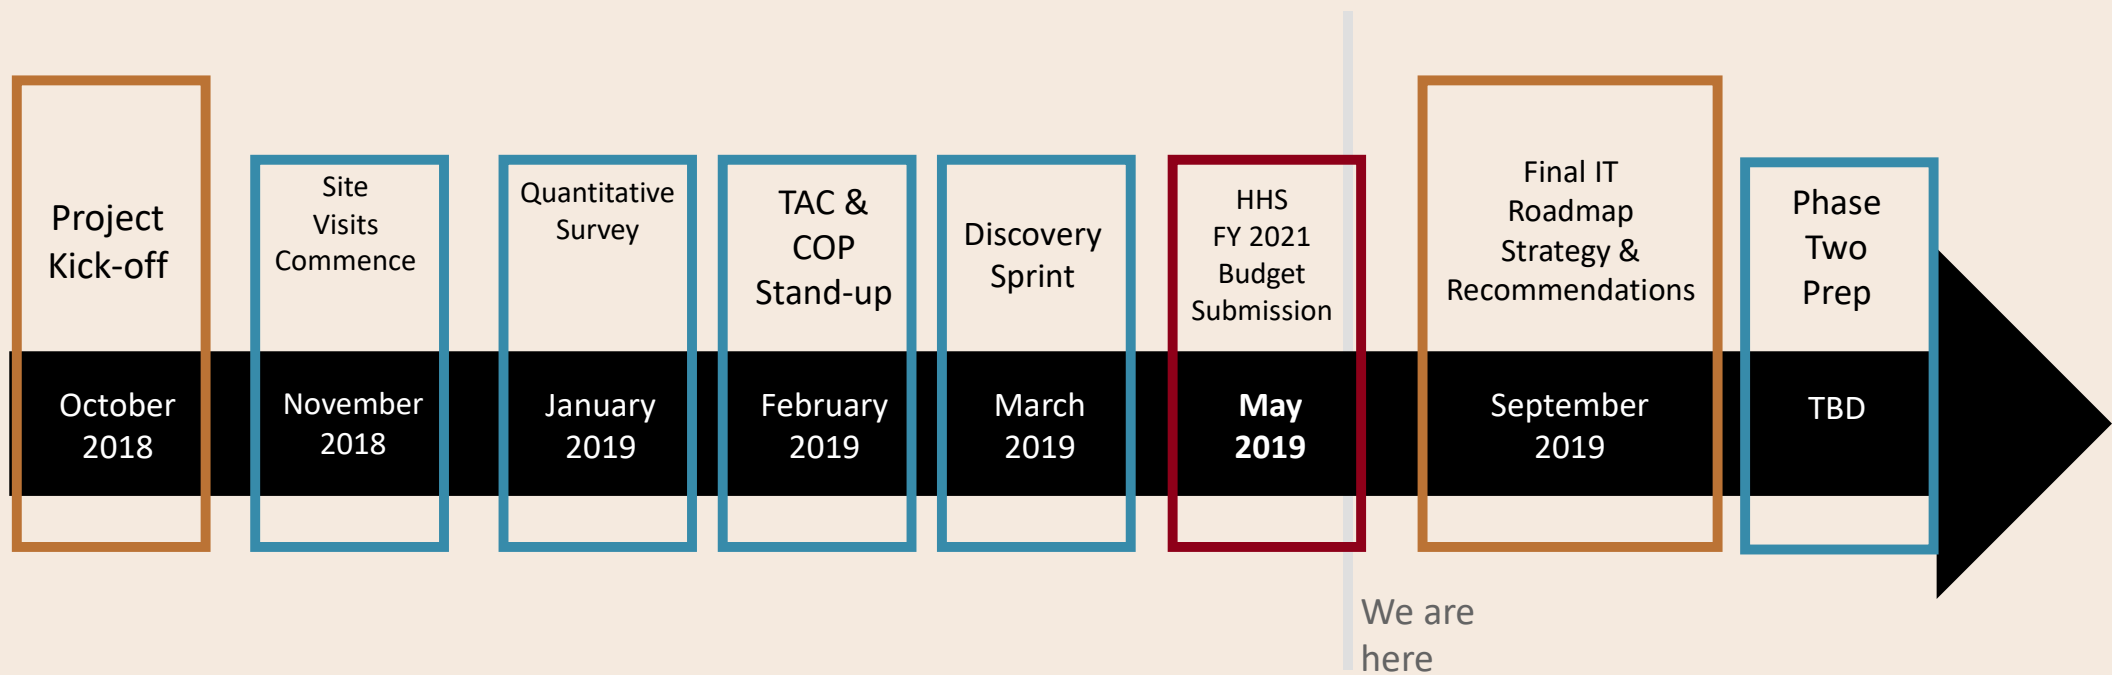 Project
Kick-off
October
2018
Site
Visits
Commence
November
2018
Quantitative
Survey
January
2019
TAC &
COP
Stand-up
February
2019
Discovery
Sprint
March
2019
HHS
FY 2021
Budget
Submission
May
2019
Final IT
Roadmap
Strategy &
Recommendations
September
2019
Phase
Two
Prep
TBD
We are
here